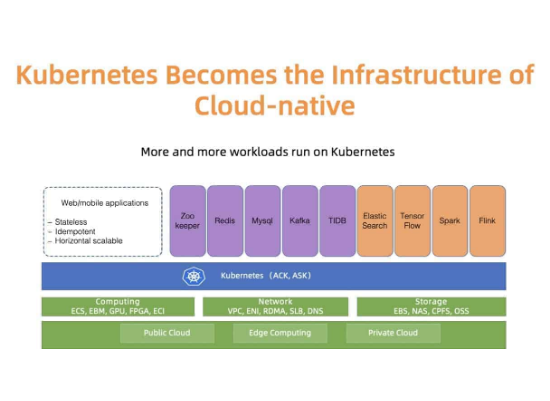 Kubernetes Becomes the Infrastructure of
Cloud-native
More and more workloads run on Kubernetes
Web/mobile applications
– Stateless
– Idempotent
– Horizontal scalable
Zoo
keeper
Redis
Mysql
Kafka
TIDB
Elastic
Search
Tensor
Flow
Spark
Flink
Kubernetes (ACK, ASK)
Computing
ECS, EBM, GPU, FPGA, ECI
Network
VPC, ENI, RDMA, SLB, DNS
Storage
EBS, NAS, CPFS, OSS
Public Cloud
Edge Computing
Private Cloud